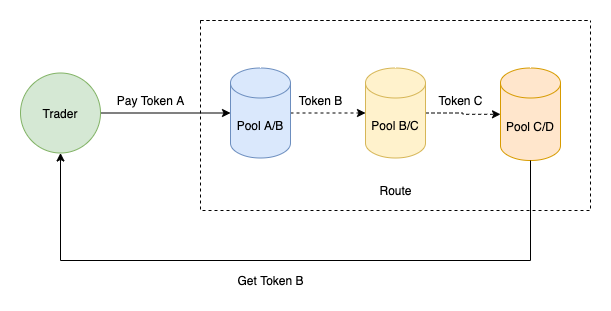 Trader
Pay Token A
Pool A/B
Token B
Pool B/C
Token C
Pool C/D
Route
Get Token B